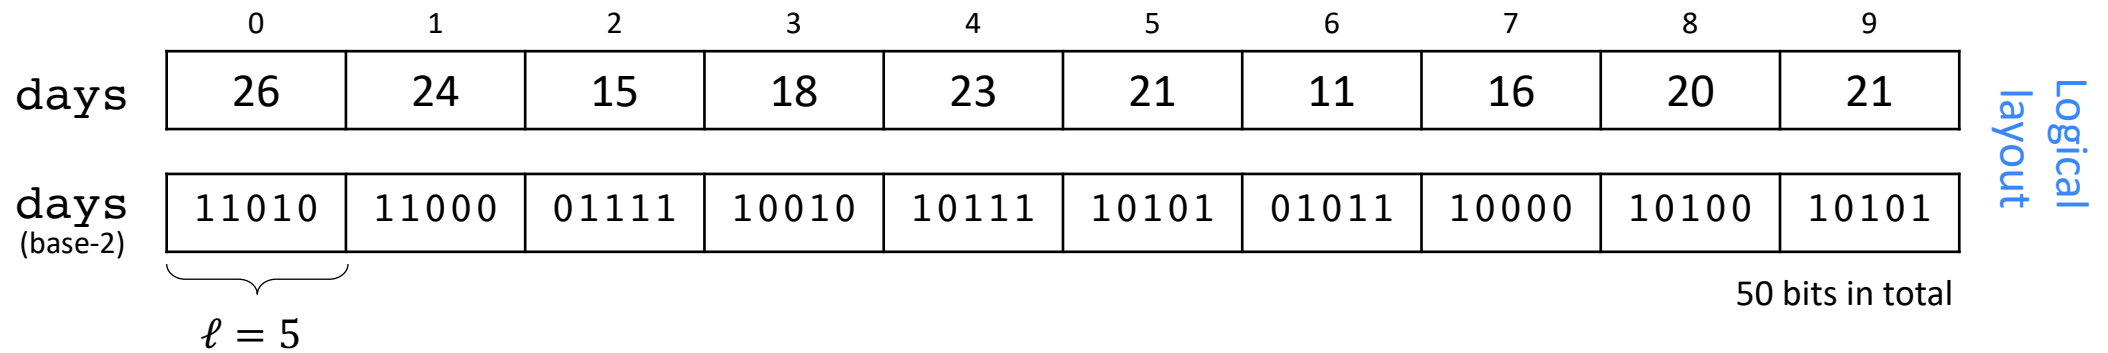 0 1 2 3 4 5 6 7 8 9
days 26 24 15 18 23 21 11 16 20 21
days 11010 11000 01111 10010 10111 10101 01011 10000 10100 10101
(base-2)
50 bits in total
ℓ = 5
Logical
layout